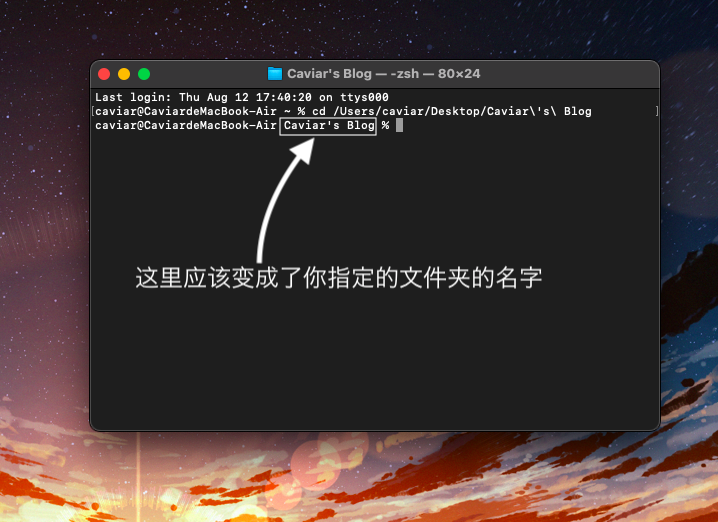 Caviar's Blog — -zsh — 80×24
Last login: Thu Aug 12 17:40:20 on ttys000
[caviar@CaviardeMacBook-Air ~ % cd /Users/caviar/Desktop/Caviar\'s\ Blog ]
caviar@CaviardeMacBook-Air Caviar's Blog %
这里应该变成了你指定的文件夹的名字